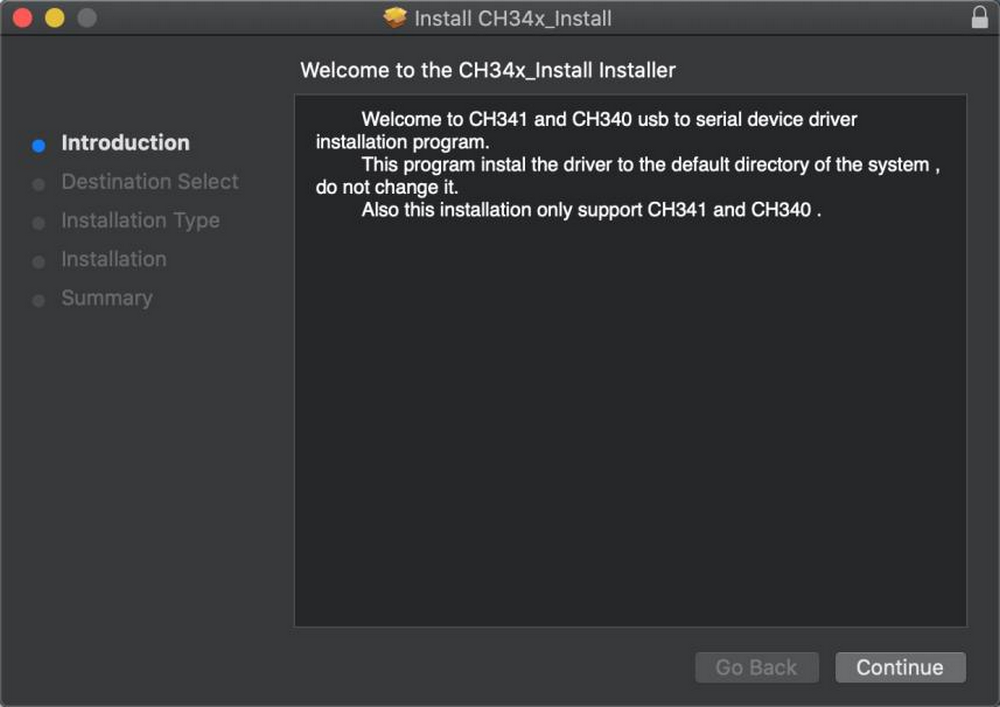 Install CH34x_Install
Welcome to the CH34x_Install Installer
Introduction
Destination Select
Installation Type
Installation
Summary
Welcome to CH341 and CH340 usb to serial device driver
installation program.
This program instal the driver to the default directory of the system ,
do not change it.
Also this installation only support CH341 and CH340 .
Go Back
Continue